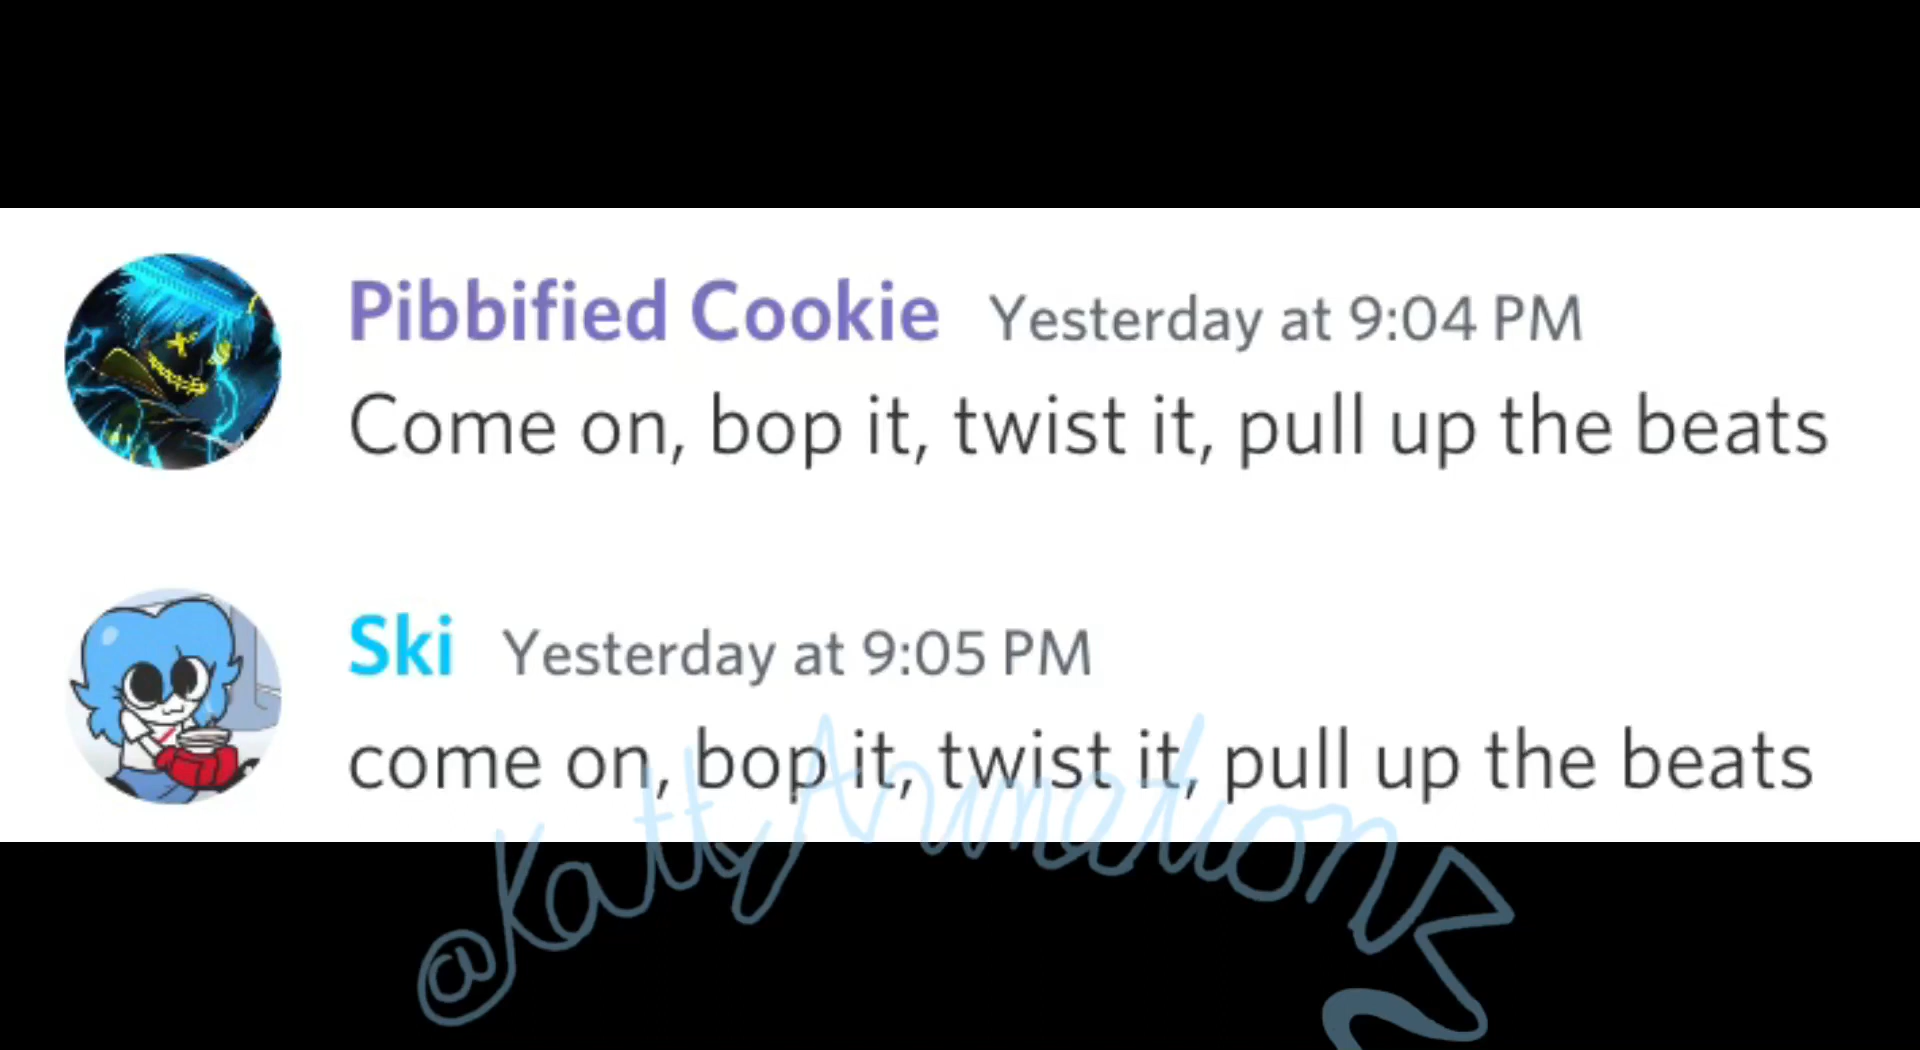 Pibbified Cookie Yesterday at 9:04 PM
Come on, bop it, twist it, pull up the beats
Ski Yesterday at 9:05 PM
come on, bop it, twist it, pull up the beats
@KattyAnimationz